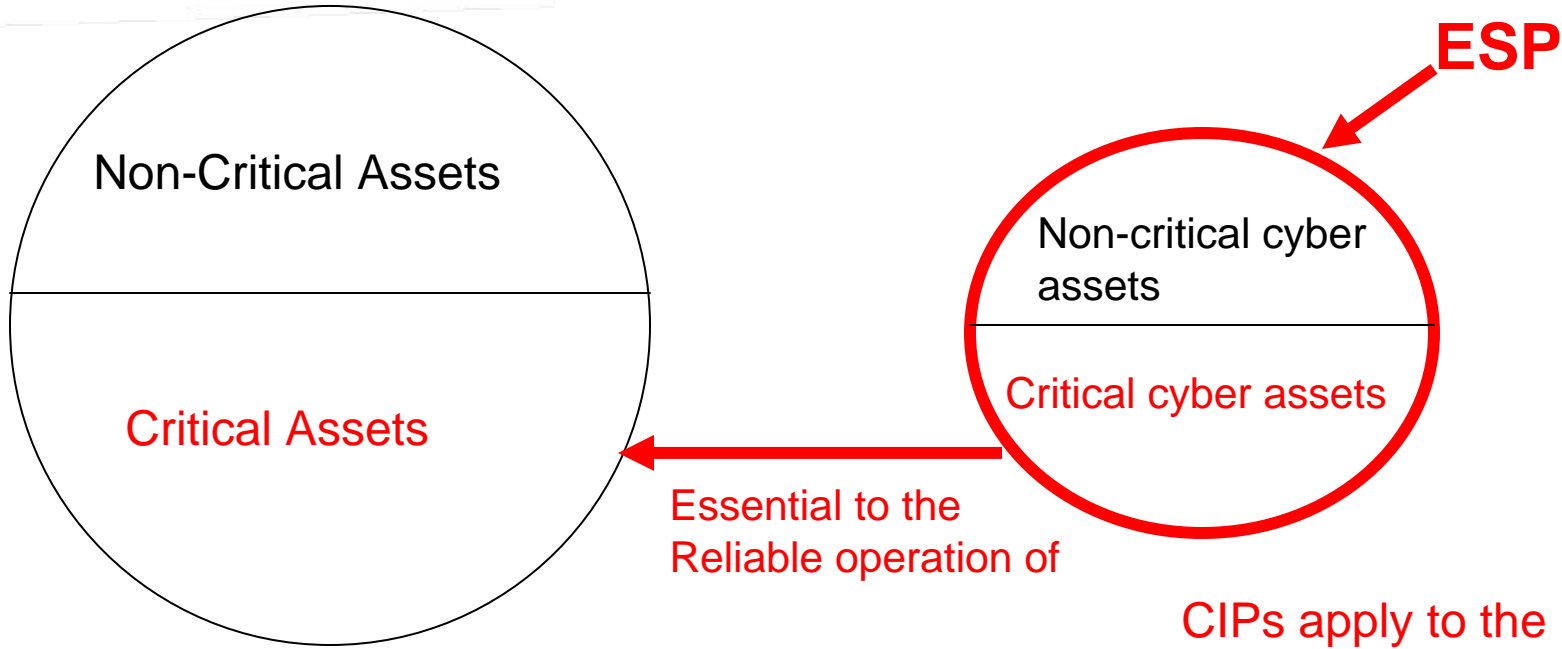 ESP
Non-Critical Assets
Non-critical cyber
assets
Critical cyber assets
Critical Assets
Essential to the
Reliable operation of
CIPs apply to the